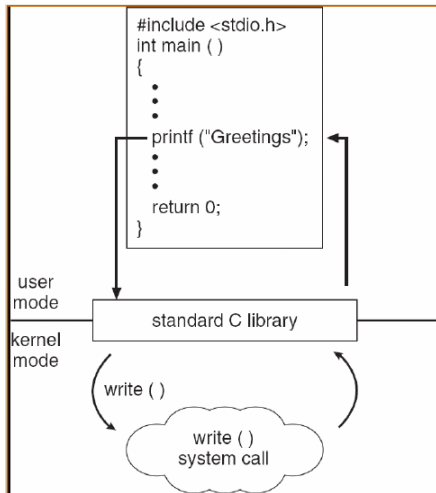 #include <stdio.h>
int main ( )
{
•
•
•
printf ("Greetings");
•
•
•
return 0;
}
user
mode
standard C library
kernel
mode
write ( )
write ( )
system call